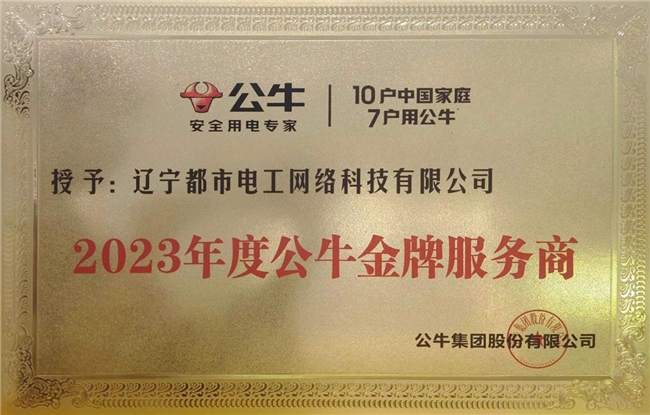 公牛
安全用电专家
10户中国家庭
7户用公牛
授予：辽宁都市电工网络科技有限公司
2023年度公牛金牌服务商
公牛集团股份有限公司